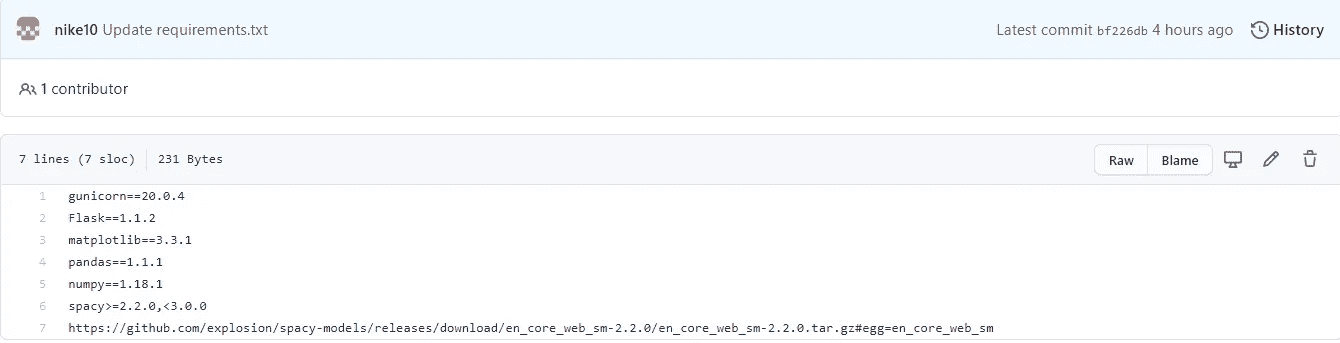 nike10 Update requirements.txt Latest commit bf226db 4 hours ago History
1 contributor
7 lines (7 sloc) 231 Bytes Raw Blame
1 gunicorn==20.0.4
2 Flask==1.1.2
3 matplotlib==3.3.1
4 pandas==1.1.1
5 numpy==1.18.1
6 spacy>=2.2.0,<3.0.0
7 https://github.com/explosion/spacy-models/releases/download/en_core_web_sm-2.2.0/en_core_web_sm-2.2.0.tar.gz#egg=en_core_web_sm